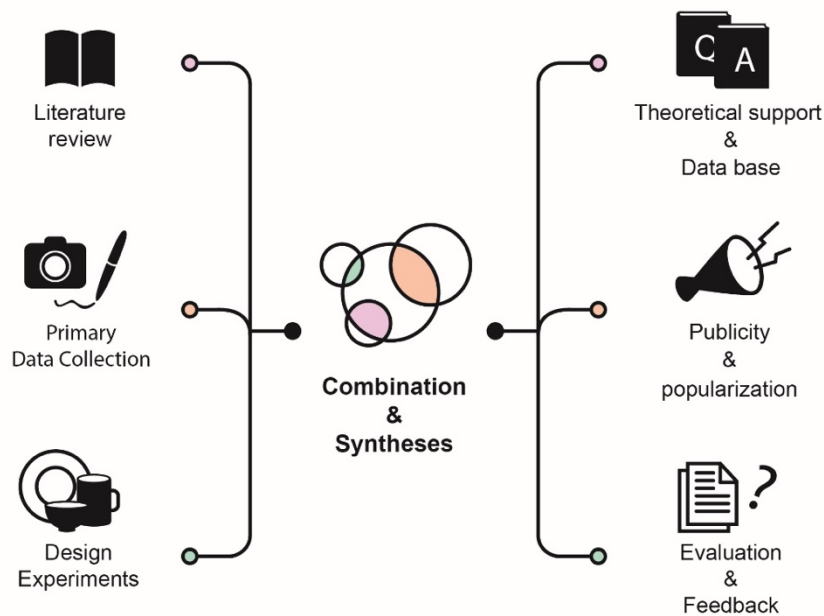 Literature
review
Primary
Data Collection
Design
Experiments
Combination
&
Syntheses
Q
A
Theoretical support
&
Data base
Publicity
&
popularization
?
Evaluation
&
Feedback